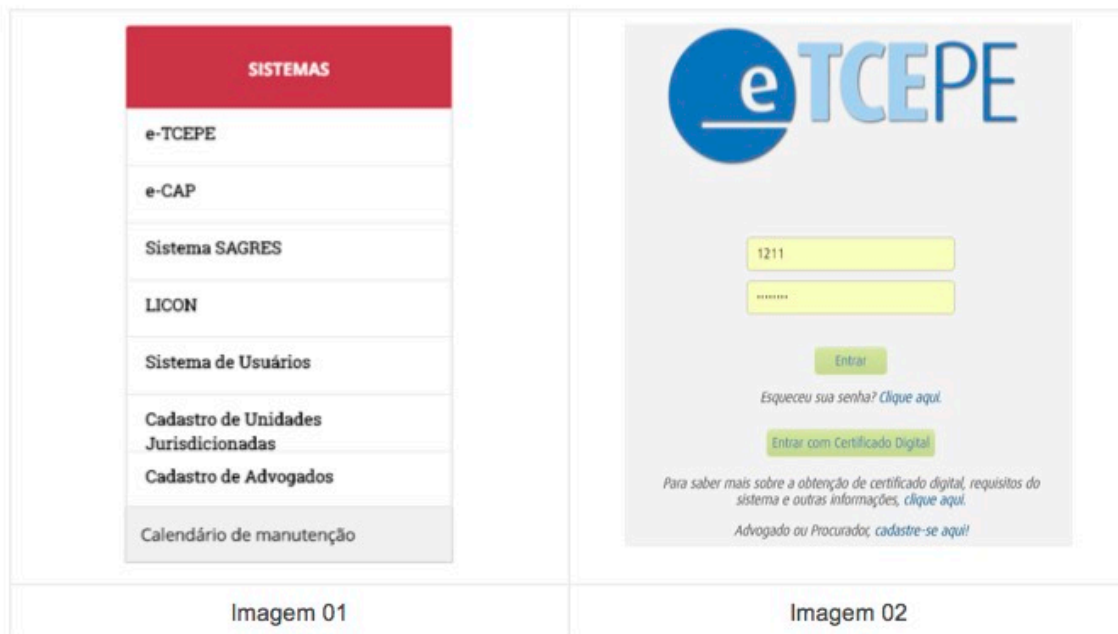 SISTEMAS
e-TCEPE
e-CAP
Sistema SAGRES
LICON
Sistema de Usuários
Cadastro de Unidades
Jurisdicionadas
Cadastro de Advogados
Calendário de manutenção
Imagem 01
eTCEPE
1211
••••••••
Entrar
Esqueceu sua senha? Clique aqui.
Entrar com Certificado Digital
Para saber mais sobre a obtenção de certificado digital, requisitos do
sistema e outras informações, clique aqui.
Advogado ou Procurador, cadastre-se aqui!
Imagem 02